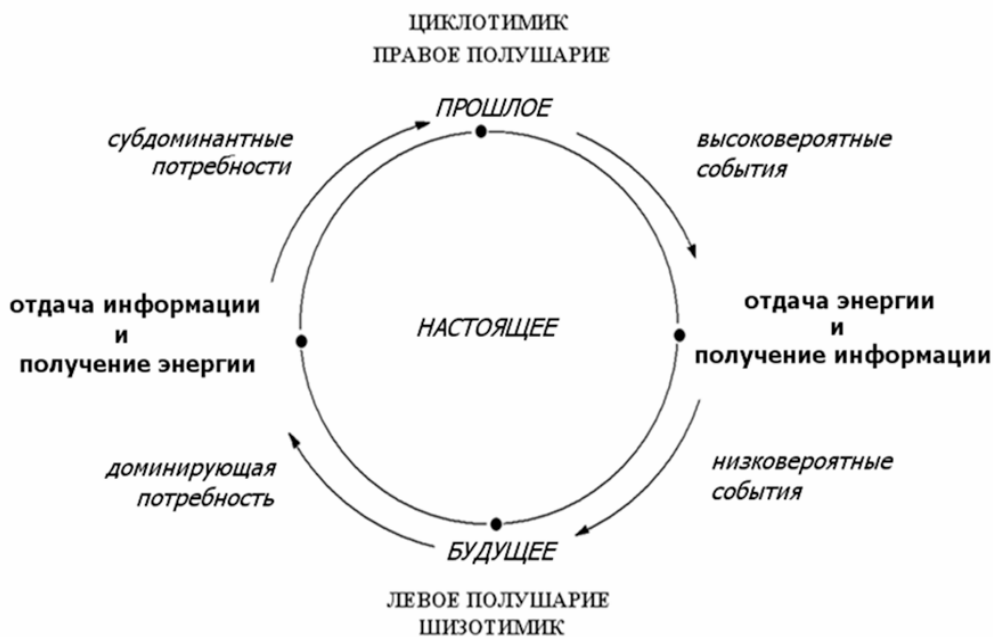 ЦИКЛОТИМИК
ПРАВОЕ ПОЛУШАРИЕ
ПРОШЛОЕ
субдоминантные
потребности
высоковероятные
события
отдача информации
и
получение энергии
НАСТОЯЩЕЕ
отдача энергии
и
получение информации
доминирующая
потребность
низковероятные
события
БУДУЩЕЕ
ЛЕВОЕ ПОЛУШАРИЕ
ШИЗОТИМИК